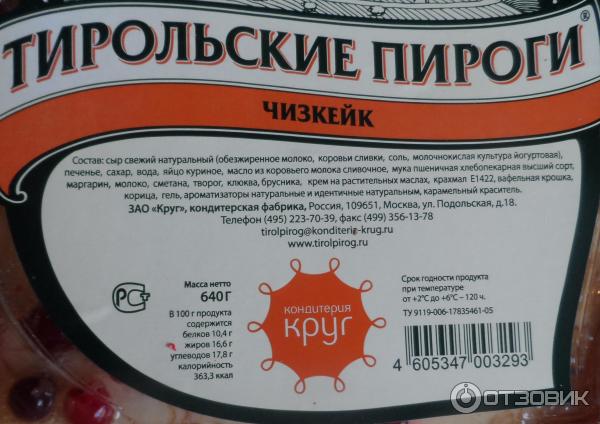 ТИРОЛЬСКИЕ ПИРОГИ®
ЧИЗКЕЙК
Состав: сыр свежий натуральный (обезжиренное молоко, коровьи сливки, соль, молочнокислая культура йогуртовая),
печенье, сахар, вода, яйцо куриное, масло из коровьего молока сливочное, мука пшеничная хлебопекарная высший сорт,
маргарин, молоко, сметана, творог, клюква, брусника, крем на растительных маслах, крахмал Е1422, вафельная крошка,
корица, гель, ароматизаторы натуральные и идентичные натуральным, карамельный краситель.
ЗАО «Круг», кондитерская фабрика, Россия, 109651, Москва, ул. Подольская, д.18.
Телефон (495) 223-70-39, факс (499) 356-13-78
tirolpirog@konditeria-krug.ru
www.tirolpirog.ru
РСТ
Масса нетто
640 Г
В 100 г продукта
содержится
белков 10,4 г
жиров 16,6 г
углеводов 17,8 г
калорийность
363,3 ккал
КОНДИТЕРИЯ
КРУГ
Срок годности продукта
при температуре
от +2°С до +6°С – 120 ч.
ТУ 9119-006-17835461-05
4 605347 003293
ОТЗОВИК